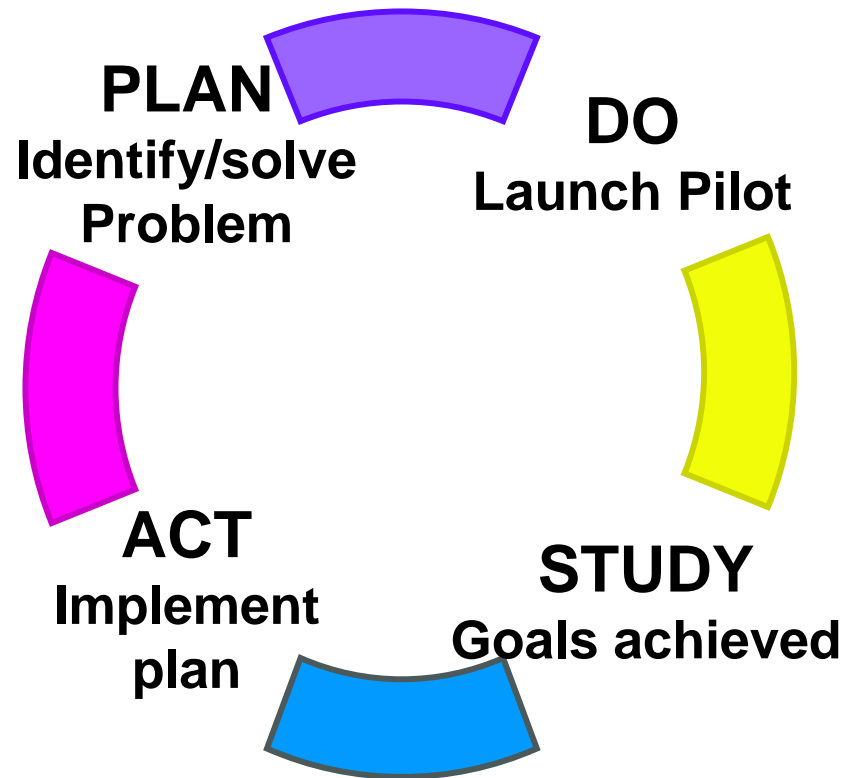 PLAN
Identify/solve
Problem
DO
Launch Pilot
STUDY
Goals achieved
ACT
Implement
plan